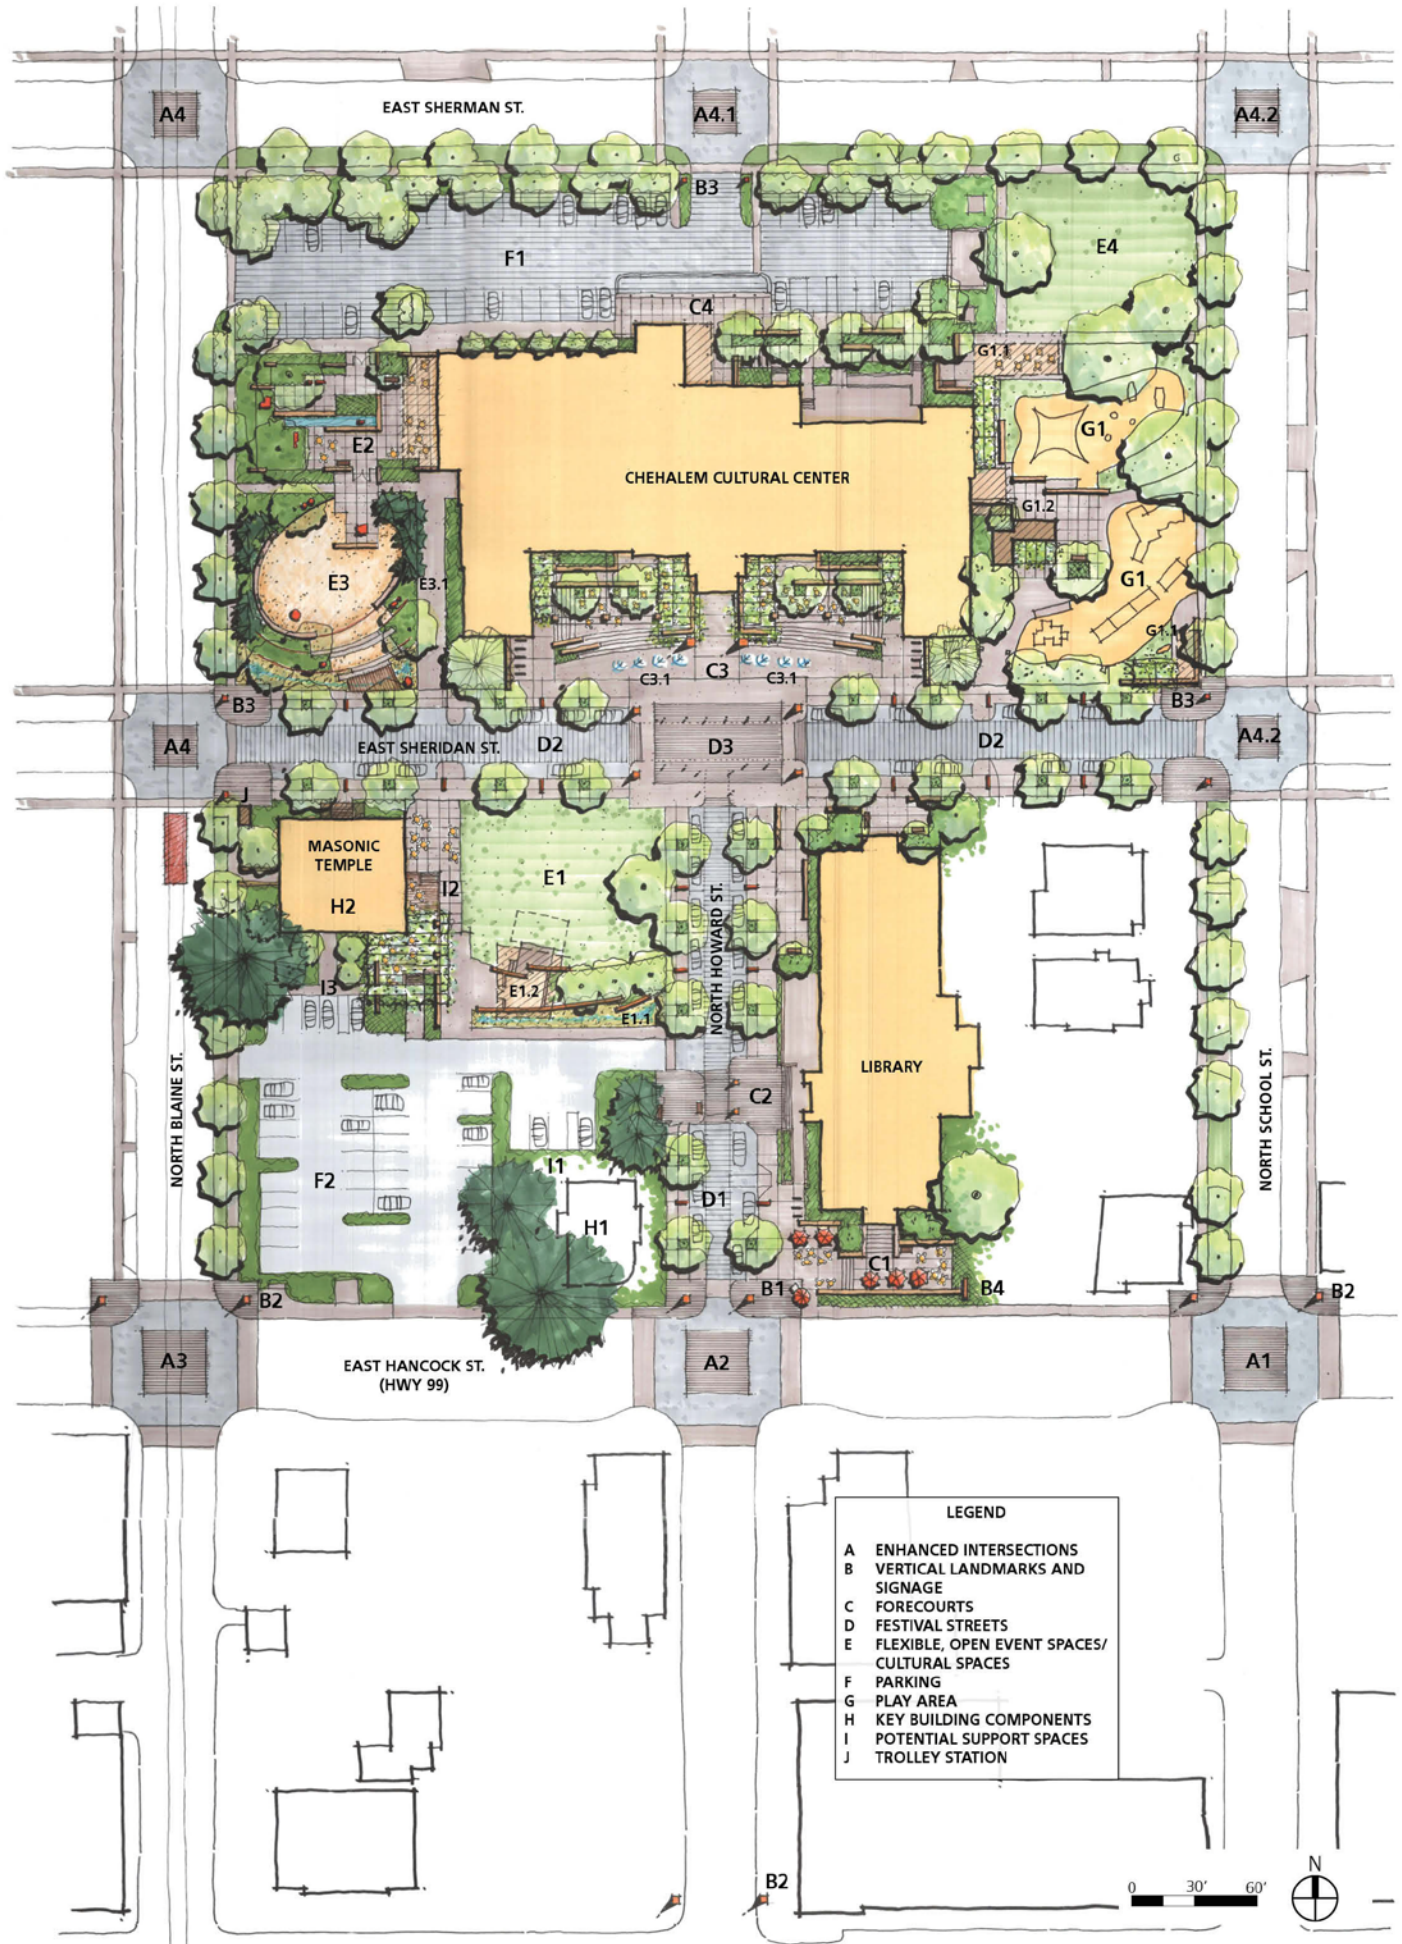 EAST SHERMAN ST.
A4
A4.1
A4.2
B3
F1
E4
C4
G1.1
E2
G1
CHEHALEM CULTURAL CENTER
G1.2
E3
E3.1
G1
G1.1
C3
C3.1
C3.1
B3
B3
A4
EAST SHERIDAN ST.
D2
D3
D2
A4.2
J
MASONIC
TEMPLE
H2
I2
E1
NORTH HOWARD ST.
I3
E1.2
E1.1
NORTH BLAINE ST.
LIBRARY
NORTH SCHOOL ST.
C2
F2
I1
H1
D1
C1
B2
B1
B4
B2
A3
EAST HANCOCK ST.
(HWY 99)
A2
A1
LEGEND
A ENHANCED INTERSECTIONS
B VERTICAL LANDMARKS AND
SIGNAGE
C FORECOURTS
D FESTIVAL STREETS
E FLEXIBLE, OPEN EVENT SPACES/
CULTURAL SPACES
F PARKING
G PLAY AREA
H KEY BUILDING COMPONENTS
I POTENTIAL SUPPORT SPACES
J TROLLEY STATION
B2
N
0 30' 60'